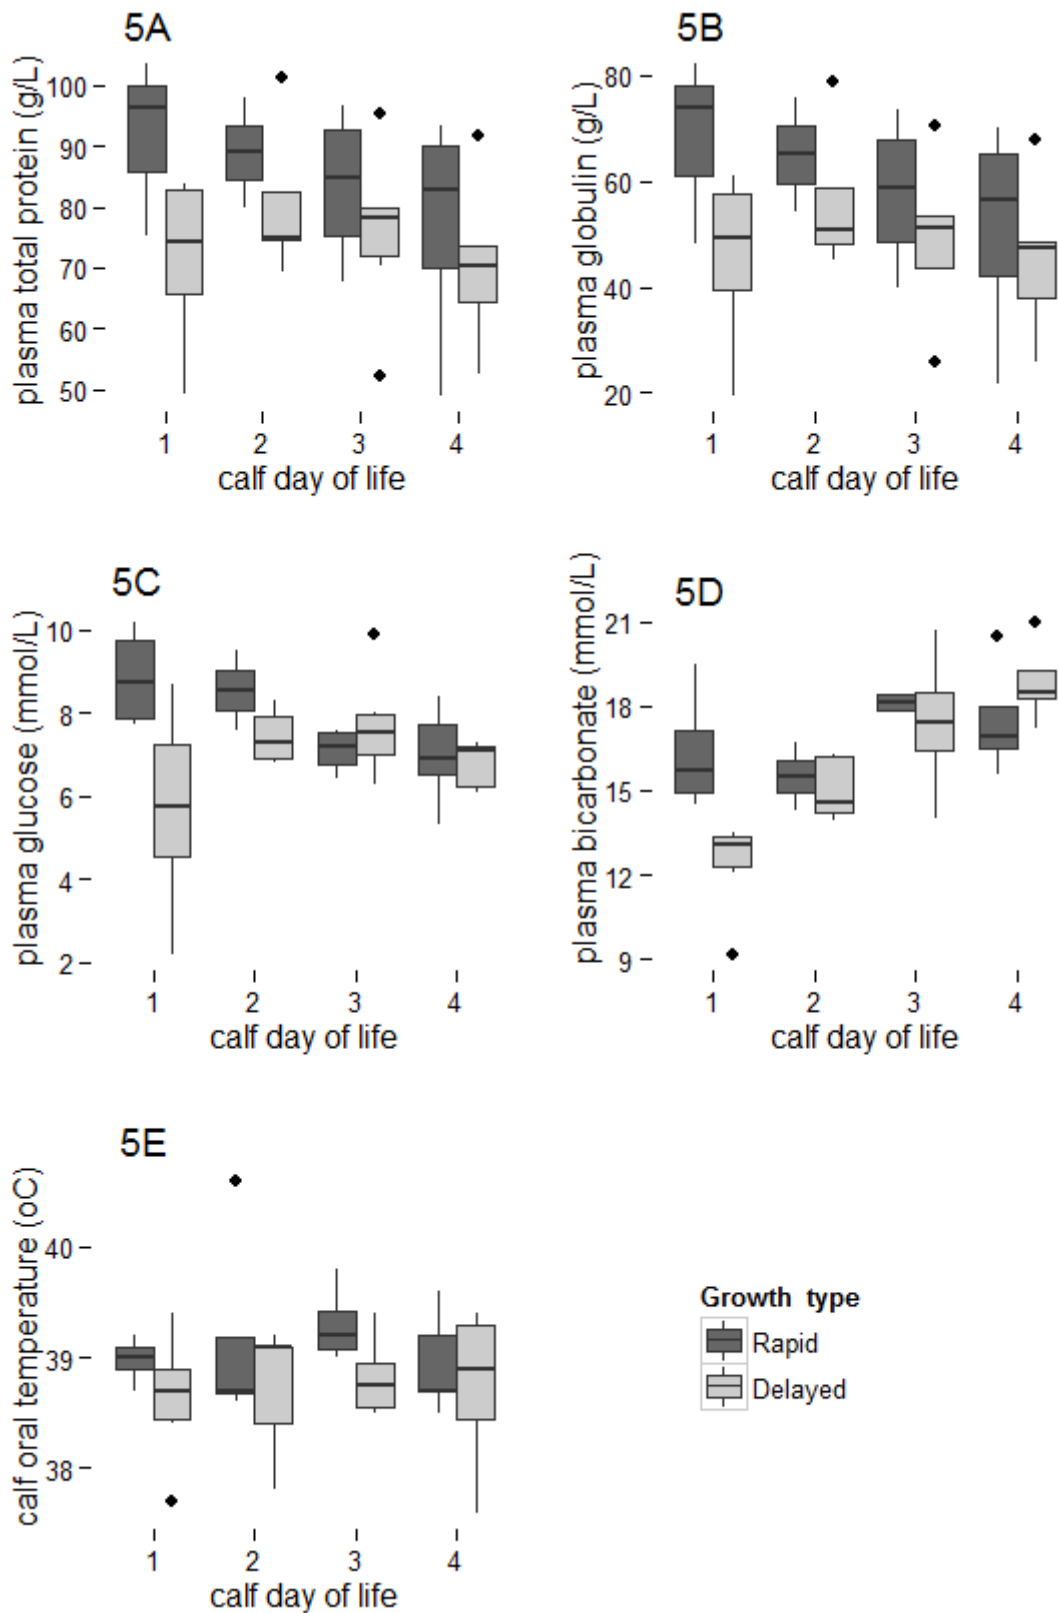 5A
plasma total protein (g/L)
100
90
80
70
60
50
1 2 3 4
calf day of life
5B
plasma globulin (g/L)
80
60
40
20
1 2 3 4
calf day of life
5C
plasma glucose (mmol/L)
10
8
6
4
2
1 2 3 4
calf day of life
5D
plasma bicarbonate (mmol/L)
21
18
15
12
9
1 2 3 4
calf day of life
5E
calf oral temperature (oC)
40
39
38
1 2 3 4
calf day of life
Growth type
Rapid
Delayed